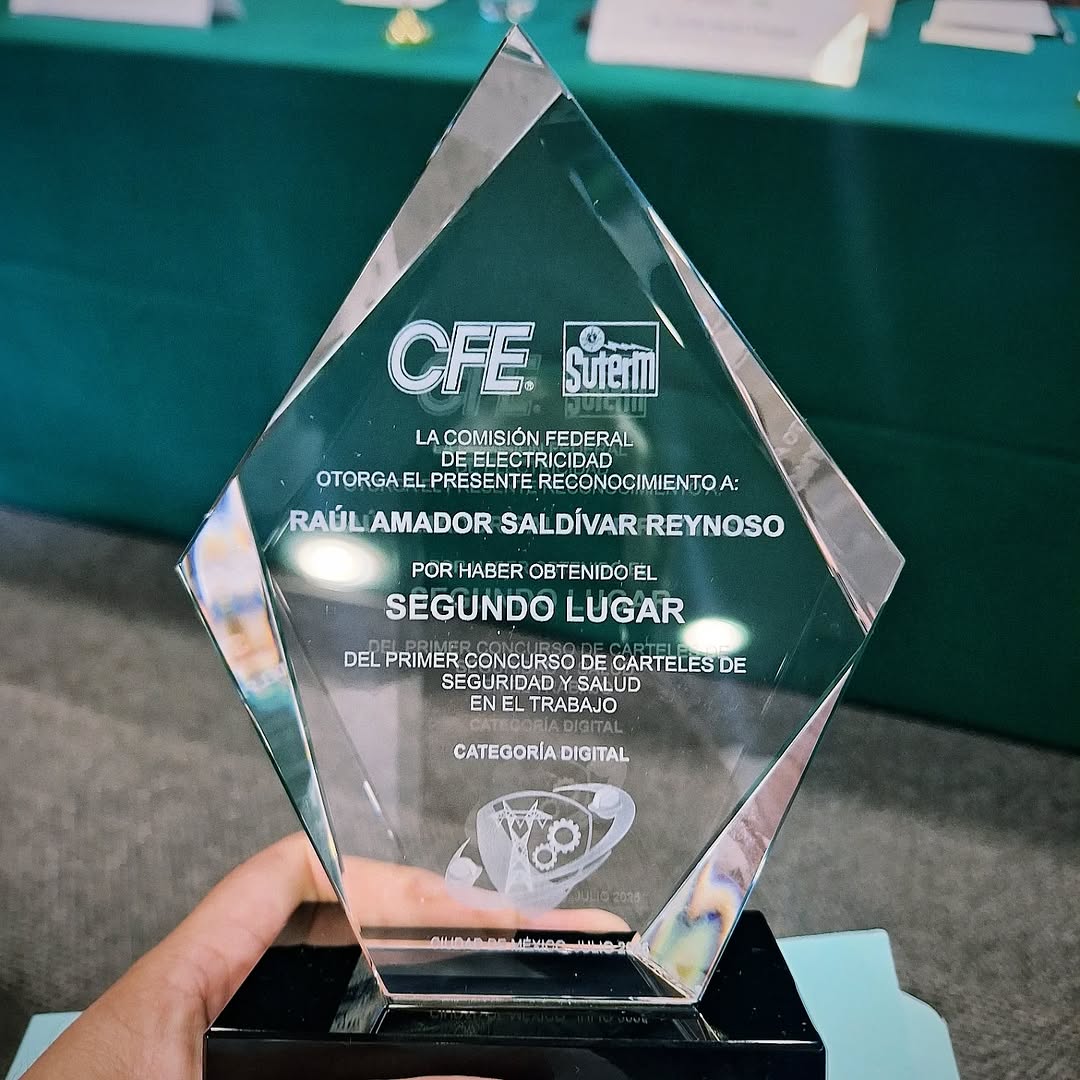 CFE®
Suterm
LA COMISIÓN FEDERAL
DE ELECTRICIDAD
OTORGA EL PRESENTE RECONOCIMIENTO A:
RAÚL AMADOR SALDÍVAR REYNOSO
POR HABER OBTENIDO EL
SEGUNDO LUGAR
DEL PRIMER CONCURSO DE CARTELES DE
SEGURIDAD Y SALUD
EN EL TRABAJO
CATEGORÍA DIGITAL
CIUDAD DE MÉXICO, JULIO